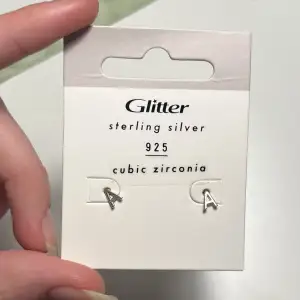 Glitter
sterling silver
925
cubic zirconia
A A